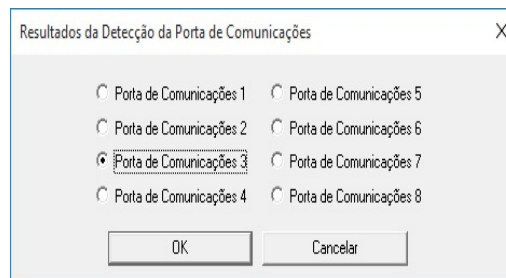 Resultados da Detecção da Porta de Comunicações X
Porta de Comunicações 1 Porta de Comunicações 5
Porta de Comunicações 2 Porta de Comunicações 6
Porta de Comunicações 3 Porta de Comunicações 7
Porta de Comunicações 4 Porta de Comunicações 8
OK Cancelar